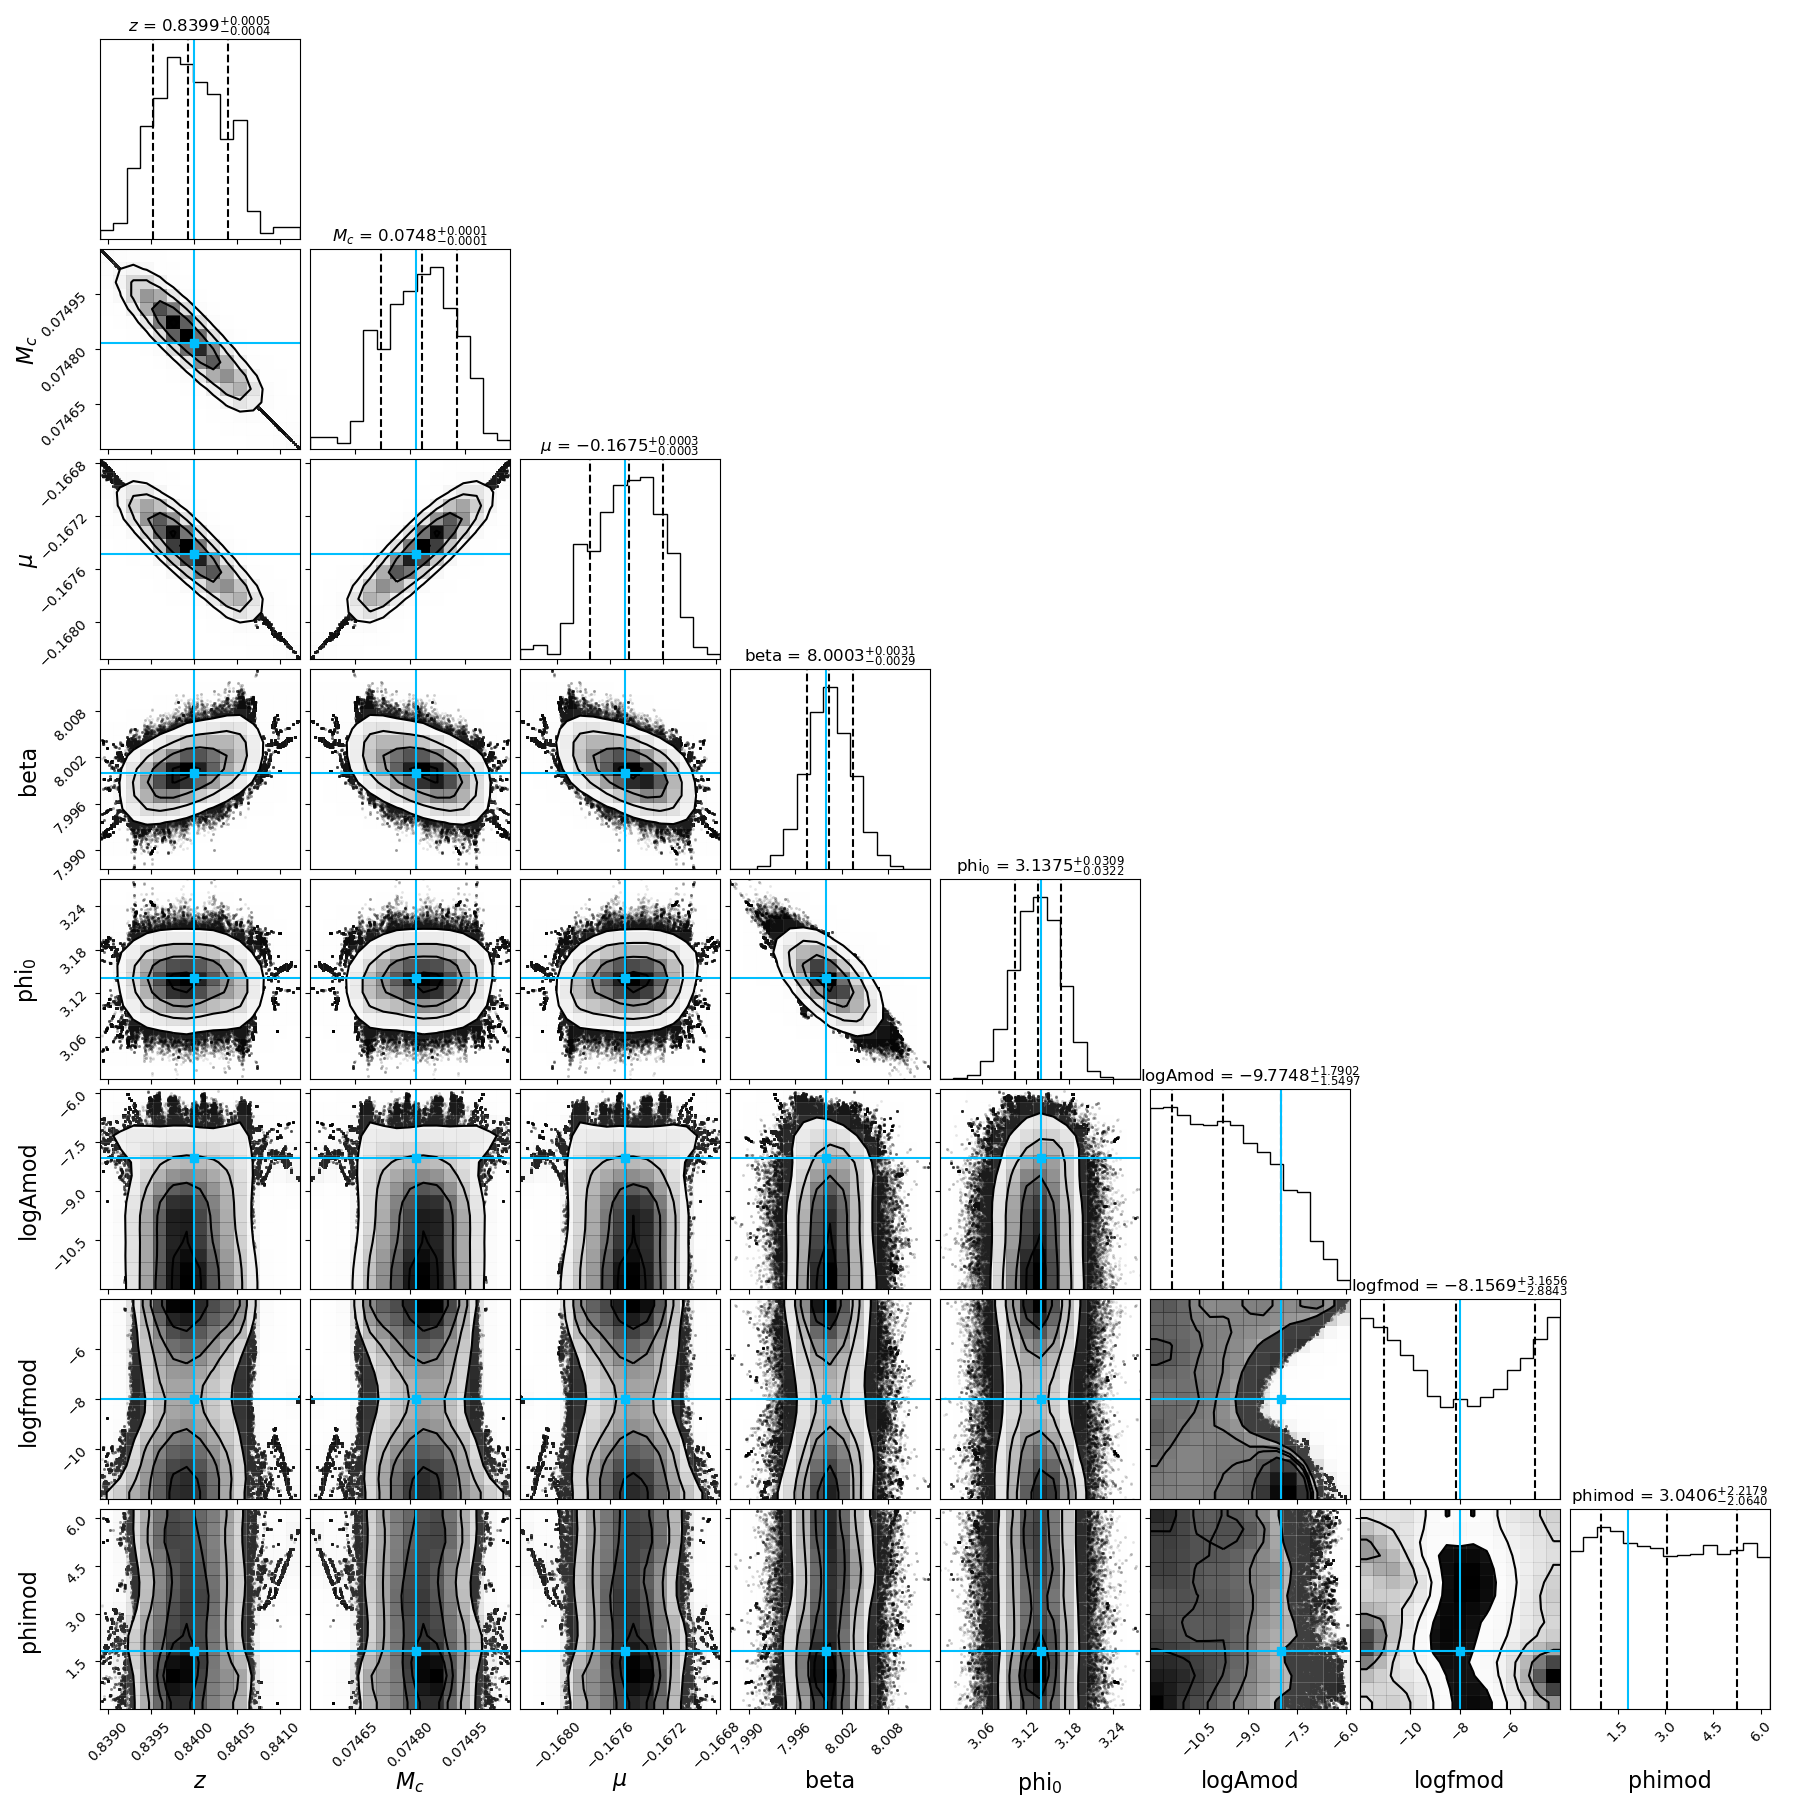 z = 0.8399 +0.0005 −0.0004
M_c = 0.0748 +0.0001 −0.0001
0.07495
0.07480
0.07465
M_c
μ = −0.1675 +0.0003 −0.0003
−0.1668
−0.1672
−0.1676
−0.1680
μ
beta = 8.0003 +0.0031 −0.0029
8.008
8.002
7.996
7.990
beta
phi_0 = 3.1375 +0.0309 −0.0322
3.24
3.18
3.12
3.06
phi_0
logAmod = −9.7748 +1.7902 −1.5497
−6.0
−7.5
−9.0
−10.5
logAmod
logfmod = −8.1569 +3.1656 −2.8843
−6
−8
−10
logfmod
phimod = 3.0406 +2.2179 −2.0640
6.0
4.5
3.0
1.5
phimod
0.8390 0.8395 0.8400 0.8405 0.8410
0.07465 0.07480 0.07495
−0.1680 −0.1676 −0.1672 −0.1668
7.990 7.996 8.002 8.008
3.06 3.12 3.18 3.24
−10.5 −9.0 −7.5 −6.0
−10 −8 −6
1.5 3.0 4.5 6.0
z M_c μ beta phi_0 logAmod logfmod phimod